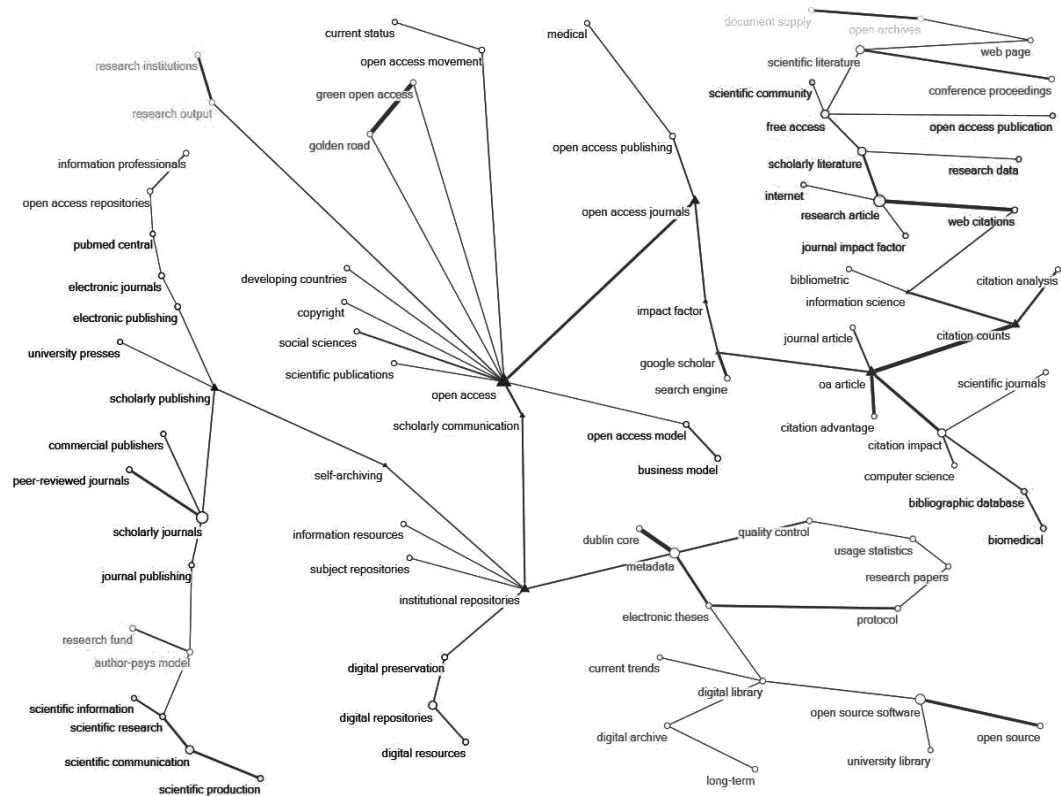 document supply
open archives
current status
medical
web page
open access movement
scientific literature
research institutions
green open access
scientific community
conference proceedings
research output
free access
open access publication
golden road
open access publishing
information professionals
scholarly literature
research data
internet
open access repositories
open access journals
research article
web citations
pubmed central
journal impact factor
developing countries
bibliometric
citation analysis
electronic journals
information science
copyright
impact factor
electronic publishing
citation counts
social sciences
journal article
university presses
google scholar
scientific publications
oa article
scientific journals
search engine
open access
scholarly publishing
scholarly communication
citation advantage
open access model
citation impact
commercial publishers
business model
computer science
self-archiving
peer-reviewed journals
bibliographic database
scholarly journals
information resources
dublin core
quality control
biomedical
usage statistics
subject repositories
metadata
journal publishing
research papers
institutional repositories
electronic theses
protocol
research fund
author-pays model
digital preservation
current trends
digital library
scientific information
scientific research
digital repositories
open source software
digital archive
open source
scientific communication
digital resources
university library
long-term
scientific production